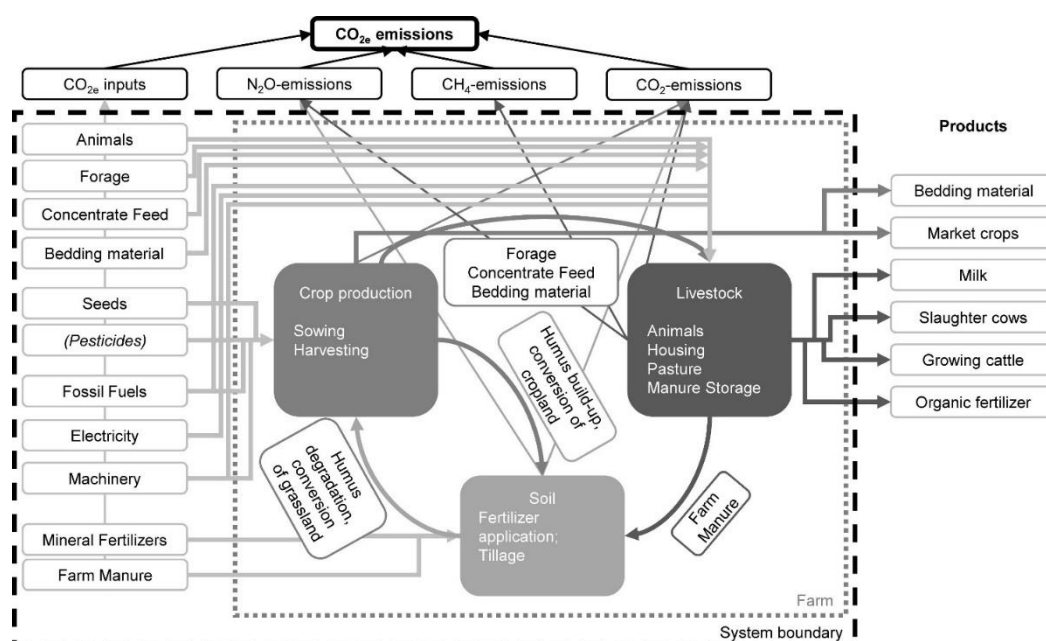 CO2e emissions
CO2e inputs
N2O-emissions
CH4-emissions
CO2-emissions
Products
Animals
Forage
Concentrate Feed
Bedding material
Seeds
(Pesticides)
Fossil Fuels
Electricity
Machinery
Mineral Fertilizers
Farm Manure
Crop production
Sowing
Harvesting
Forage
Concentrate Feed
Bedding material
Livestock
Animals
Housing
Pasture
Manure Storage
Humus build-up,
conversion of
cropland
Humus
degradation,
conversion
of grassland
Soil
Fertilizer
application;
Tillage
Farm
Manure
Bedding material
Market crops
Milk
Slaughter cows
Growing cattle
Organic fertilizer
Farm
System boundary